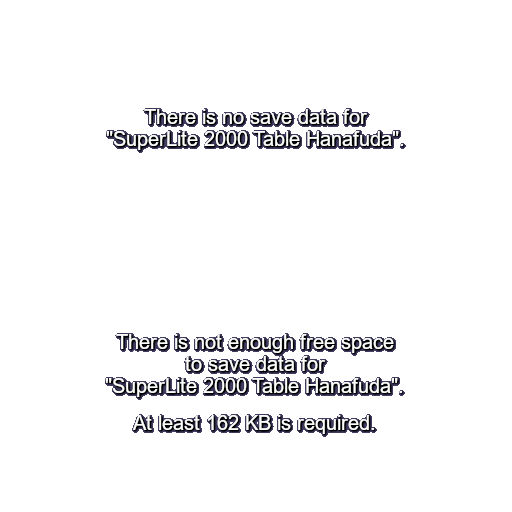 There is no save data for
"SuperLite 2000 Table Hanafuda".
There is not enough free space
to save data for
"SuperLite 2000 Table Hanafuda".
At least 162 KB is required.